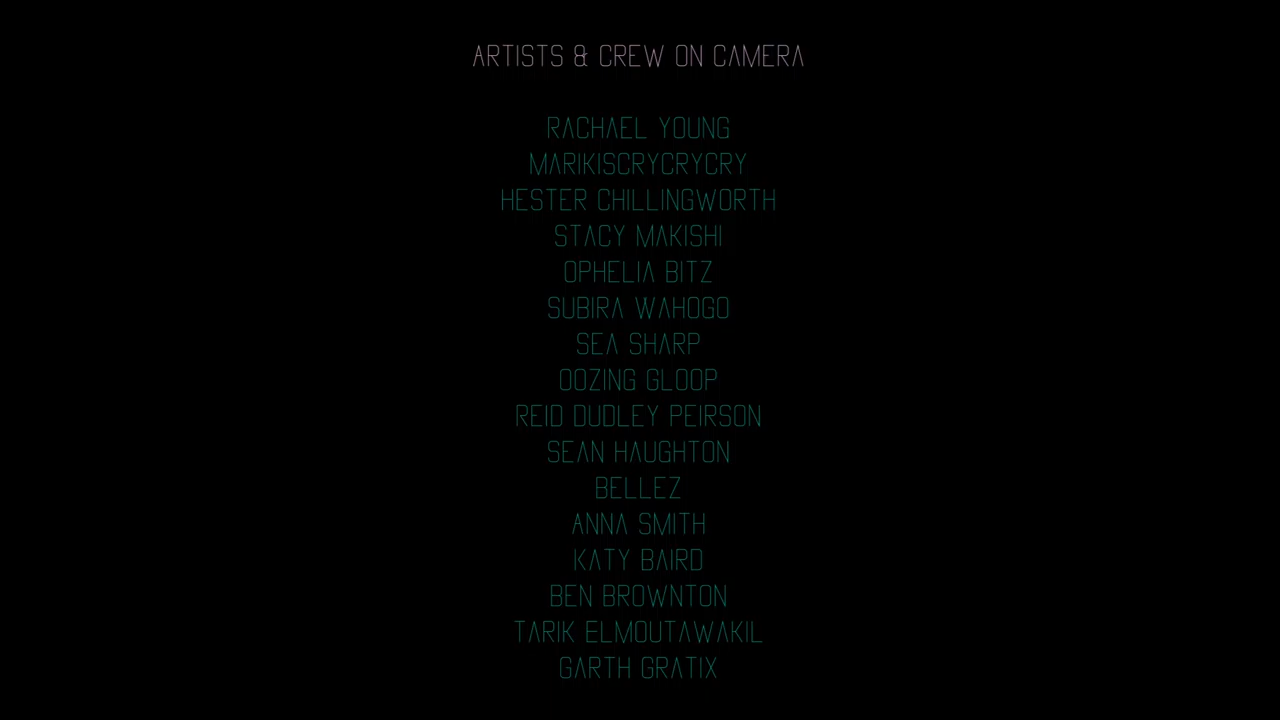 ARTISTS & CREW ON CAMERA
RACHAEL YOUNG
MARIKISCRYCRYCRY
HESTER CHILLINGWORTH
STACY MAKISHI
OPHELIA BITZ
SUBIRA WAHOGO
SEA SHARP
OOZING GLOOP
REID DUDLEY PEIRSON
SEAN HAUGHTON
BELLEZ
ANNA SMITH
KATY BAIRD
BEN BROWNTON
TARIK ELMOUTAWAKIL
GARTH GRATIX